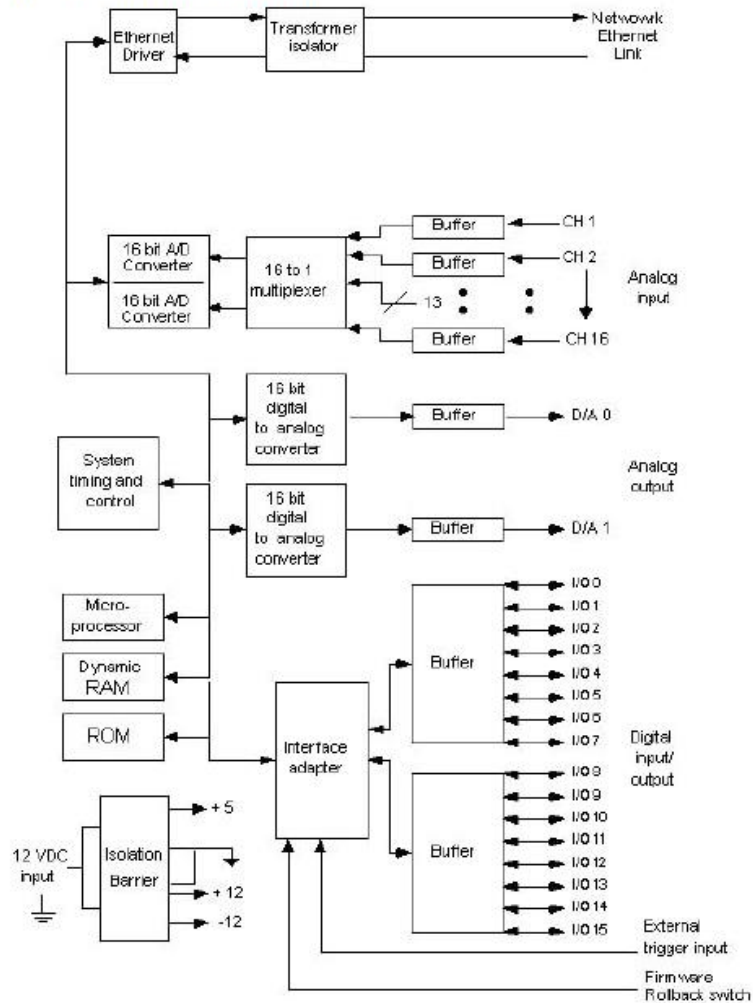 Ethernet
Driver
Transformer
isolator
Netwowrk
Ethernet
Link
16 bit A/D
Converter
16 bit A/D
Converter
16 to 1
multiplexer
Buffer
CH 1
Buffer
CH 2
13
Buffer
CH 16
Analog
input
16 bit
digital
to analog
converter
Buffer
D/A 0
System
timing and
control
Analog
output
16 bit
digital
to analog
converter
Buffer
D/A 1
Micro-
processor
Dynamic
RAM
ROM
Interface
adapter
Buffer
I/O 0
I/O 1
I/O 2
I/O 3
I/O 4
I/O 5
I/O 6
I/O 7
Digital
input/
output
Buffer
I/O 8
I/O 9
I/O 10
I/O 11
I/O 12
I/O 13
I/O 14
I/O 15
12 VDC
input
Isolation
Barrier
+ 5
+ 12
-12
External
trigger input
Firmware
Rollback switch